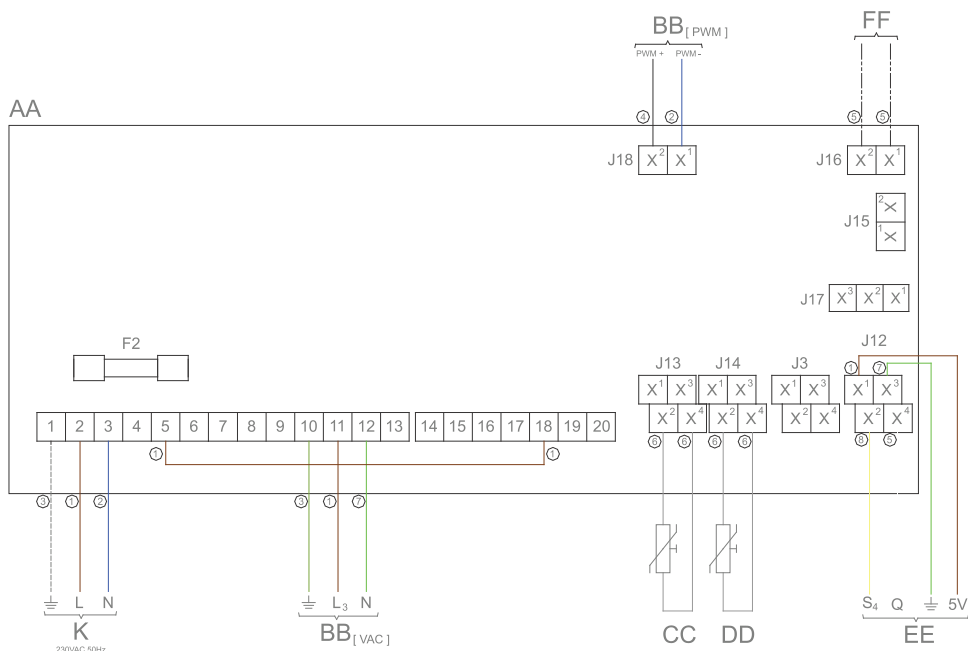 BB [ PWM ]
PWM + PWM -
FF
AA
4 2 5 5
J18 X2 X1
J16 X2 X1
J15 2X
1X
J17 X3 X2 X1
F2
J12
J13 J14 J3
1 7
X1 X3 X1 X3 X1 X3 X1 X3
X2 X4 X2 X4 X2 X4 X2 X4
1 2 3 4 5 6 7 8 9 10 11 12 13 14 15 16 17 18 19 20
6 6 6 6 8 5
1 1
3 1 2 3 1 7
L N L3 N S4 Q 5V
K BB [ VAC ] CC DD EE
230VAC 50Hz